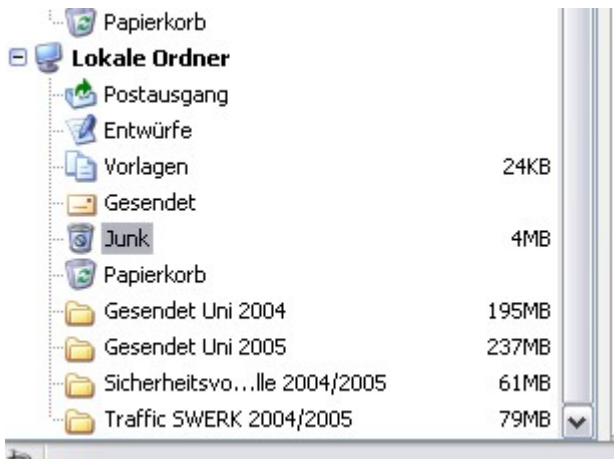 Papierkorb
Lokale Ordner
Postausgang
Entwürfe
Vorlagen 24KB
Gesendet
Junk 4MB
Papierkorb
Gesendet Uni 2004 195MB
Gesendet Uni 2005 237MB
Sicherheitsvo...lle 2004/2005 61MB
Traffic SWERK 2004/2005 79MB